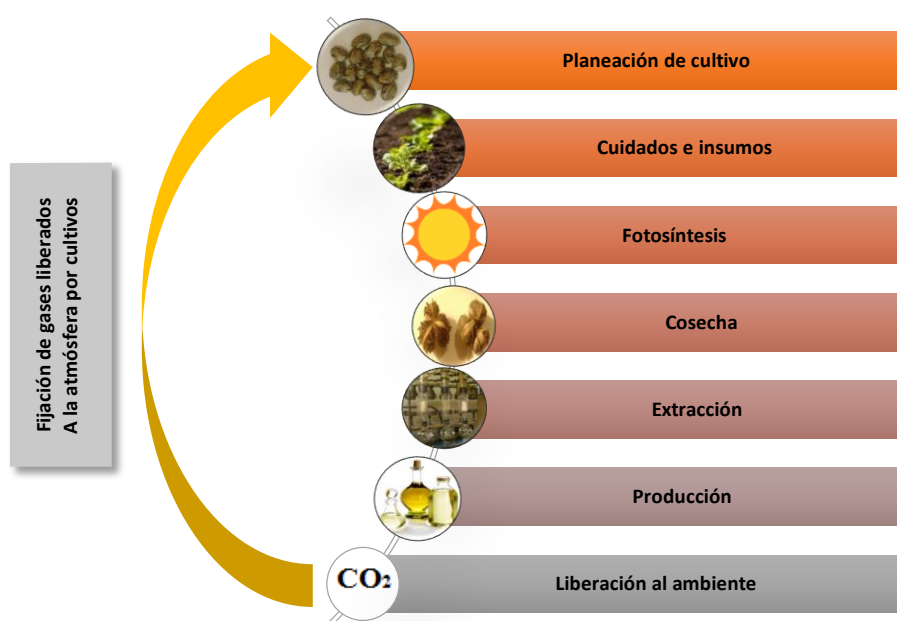 Planeación de cultivo
Cuidados e insumos
Fotosíntesis
Cosecha
Extracción
Producción
CO₂
Liberación al ambiente
Fijación de gases liberados
A la atmósfera por cultivos